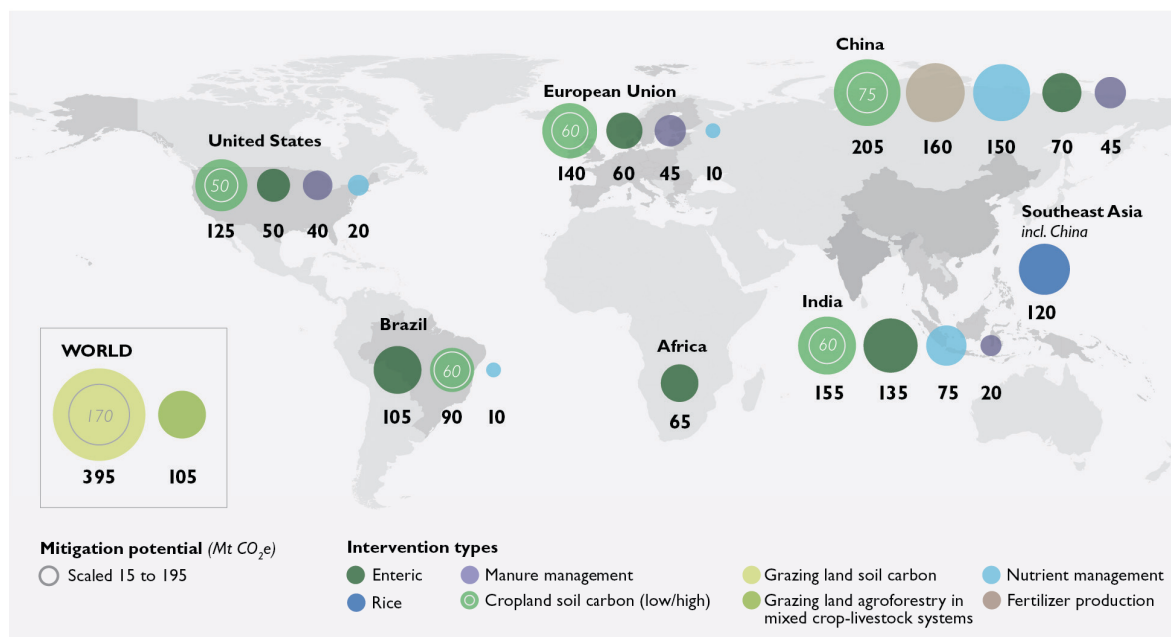 China
75
205 160 150 70 45
European Union
60
140 60 45 10
United States
50
125 50 40 20
Southeast Asia
incl. China
120
India
60
155 135 75 20
Brazil
60
105 90 10
Africa
65
WORLD
170
395 105
Mitigation potential (Mt CO₂e)
Scaled 15 to 195
Intervention types
Enteric
Rice
Manure management
Cropland soil carbon (low/high)
Grazing land soil carbon
Grazing land agroforestry in
mixed crop-livestock systems
Nutrient management
Fertilizer production